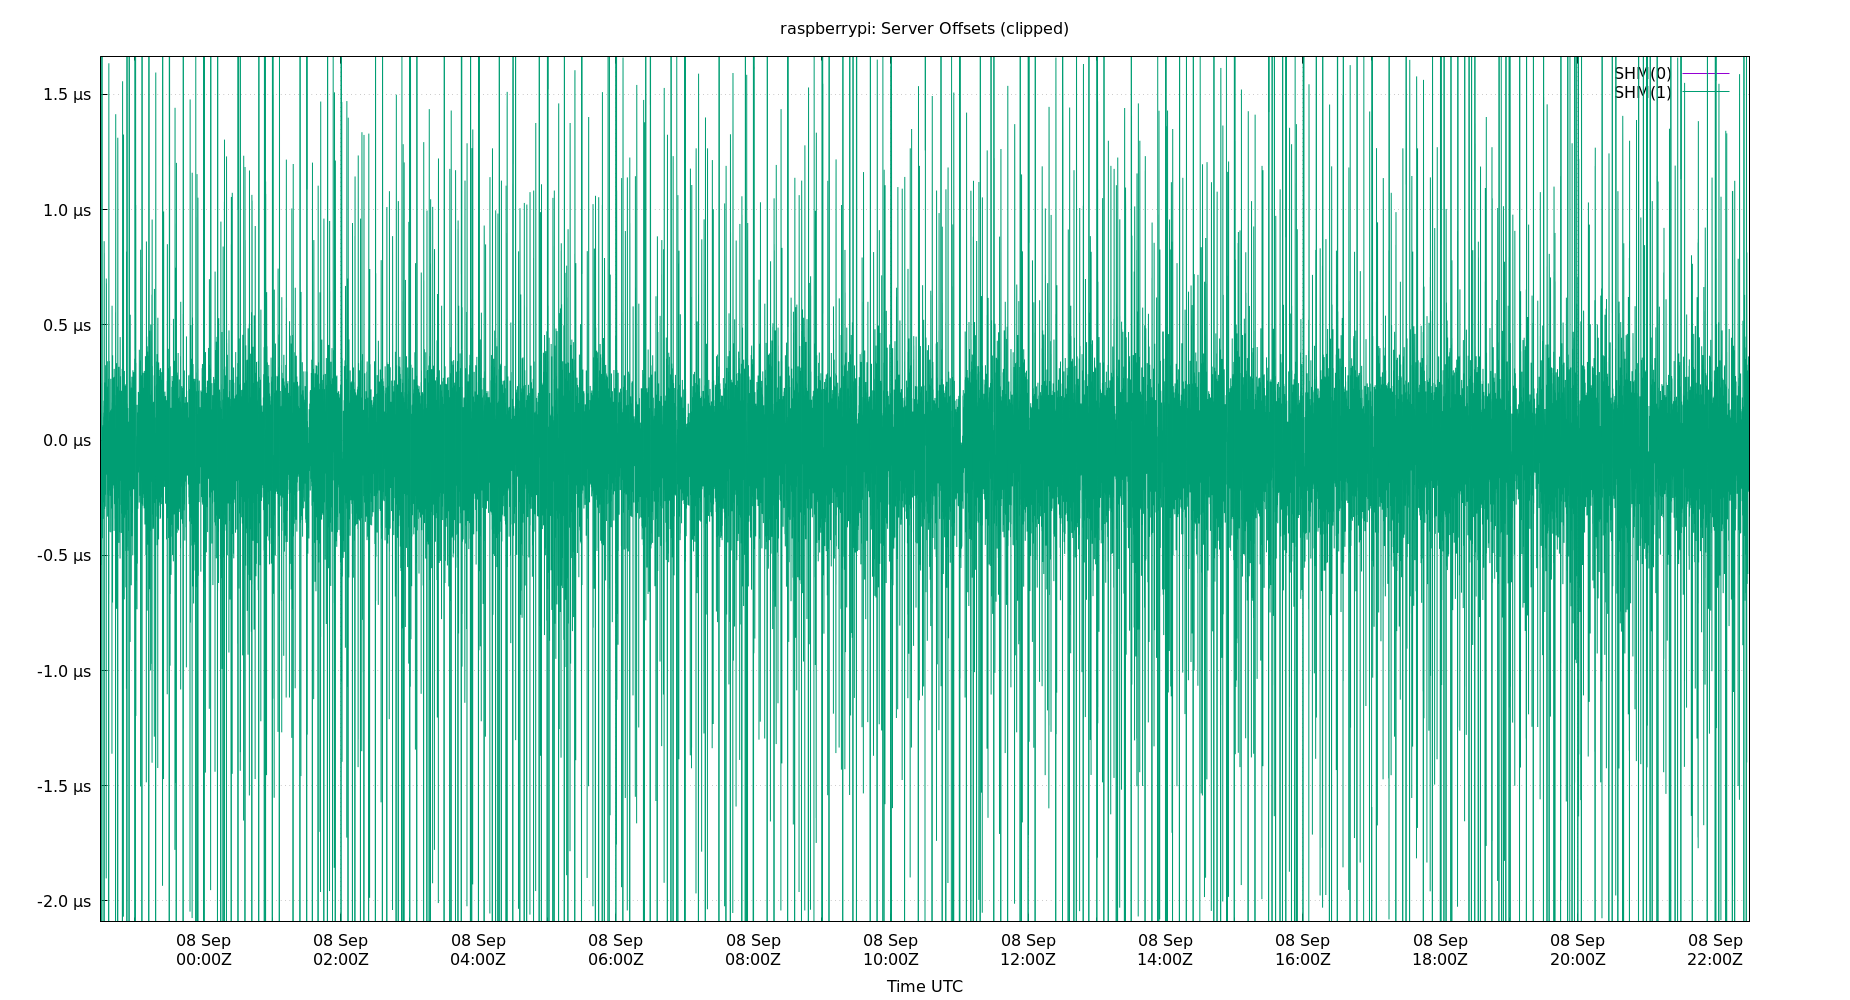 raspberrypi: Server Offsets (clipped)
SHM(0)
SHM(1)
1.5 µs
1.0 µs
0.5 µs
0.0 µs
-0.5 µs
-1.0 µs
-1.5 µs
-2.0 µs
08 Sep 08 Sep 08 Sep 08 Sep 08 Sep 08 Sep 08 Sep 08 Sep 08 Sep 08 Sep 08 Sep 08 Sep
00:00Z 02:00Z 04:00Z 06:00Z 08:00Z 10:00Z 12:00Z 14:00Z 16:00Z 18:00Z 20:00Z 22:00Z
Time UTC